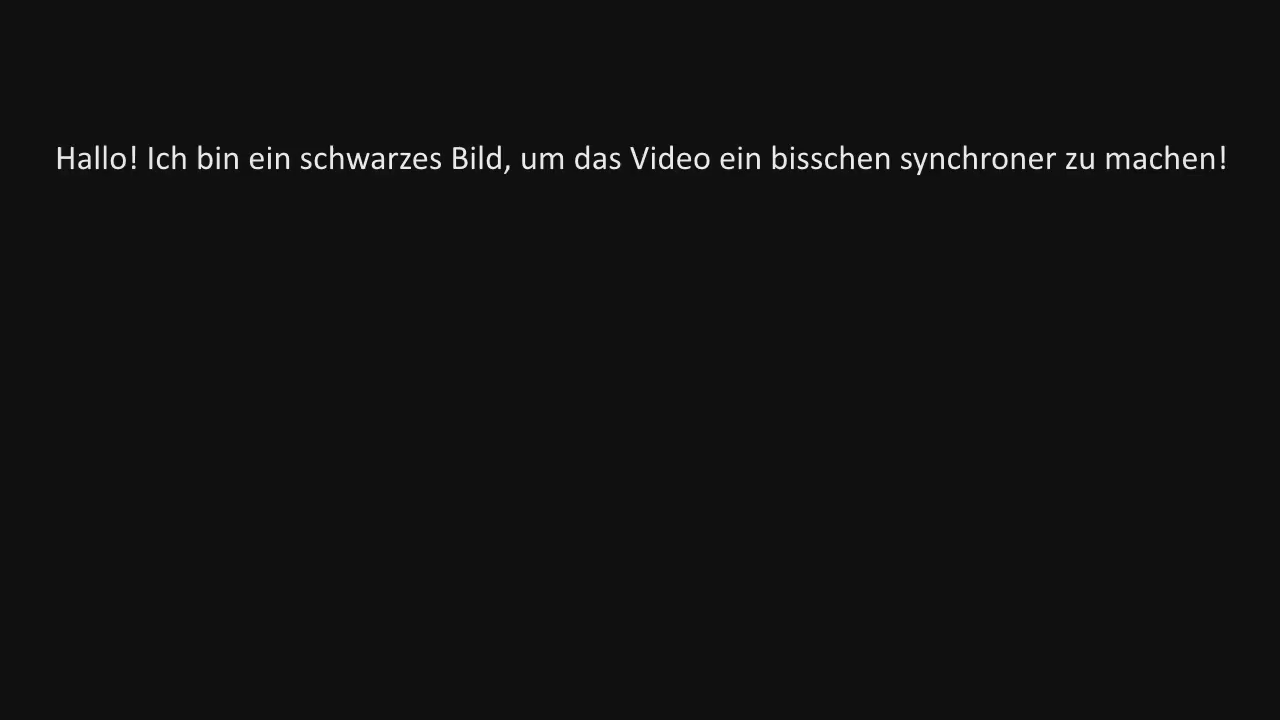 Hallo! Ich bin ein schwarzes Bild, um das Video ein bisschen synchroner zu machen!